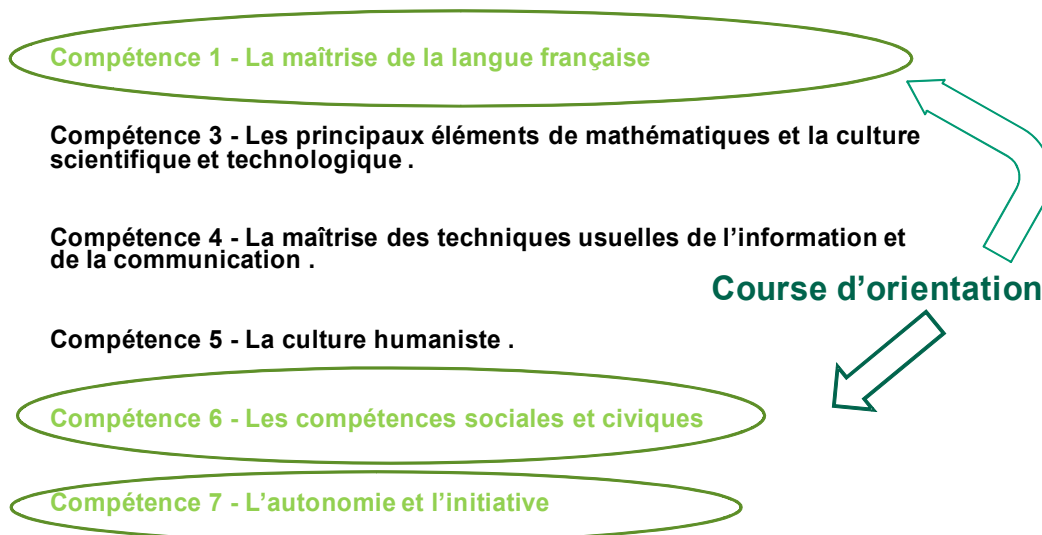 Compétence 1 - La maîtrise de la langue française
Compétence 3 - Les principaux éléments de mathématiques et la culture
scientifique et technologique .
Compétence 4 - La maîtrise des techniques usuelles de l’information et
de la communication .
Course d’orientation
Compétence 5 - La culture humaniste .
Compétence 6 - Les compétences sociales et civiques
Compétence 7 - L’autonomie et l’initiative